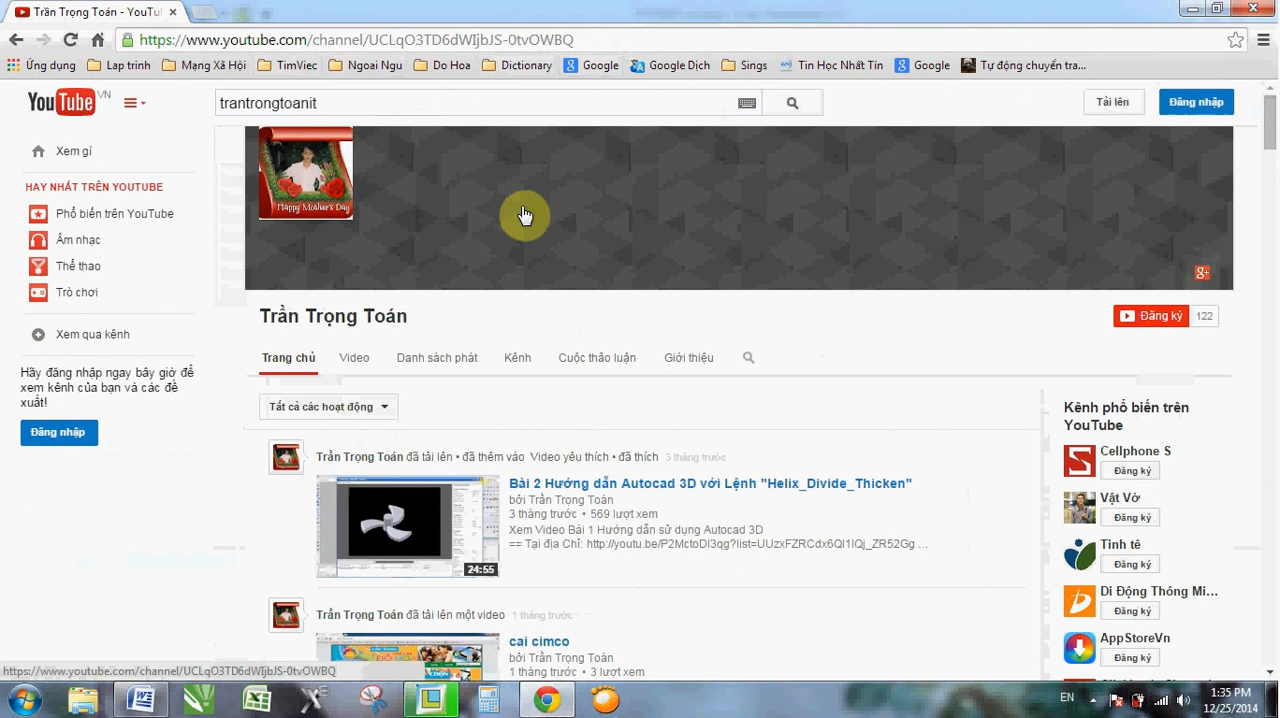 Trần Trọng Toán - YouTu
https://www.youtube.com/channel/UCLqO3TD6dWIjbJS-0tvOWBQ
Ứng dụng Lap trinh Mạng Xã Hội TimViec Ngoai Ngu Do Hoa Dictionary Google Google Dịch Sings Tin Học Nhất Tín Google Tự động chuyển tra...
YouTube VN
trantrongtoanit
Tải lên Đăng nhập
Xem gì
HAY NHẤT TRÊN YOUTUBE
Phổ biến trên YouTube
Âm nhạc
Thể thao
Trò chơi
Xem qua kênh
Hãy đăng nhập ngay bây giờ để
xem kênh của bạn và các đề
xuất!
Đăng nhập
Happy Mother's Day
g+
Trần Trọng Toán
Đăng ký 122
Trang chủ Video Danh sách phát Kênh Cuộc thảo luận Giới thiệu
Tất cả các hoạt động
Trần Trọng Toán đã tải lên • đã thêm vào Video yêu thích • đã thích 3 tháng trước
Bài 2 Hướng dẫn Autocad 3D với Lệnh "Helix_Divide_Thicken"
bởi Trần Trọng Toán
3 tháng trước • 569 lượt xem
Xem Video Bài 1 Hướng dẫn sử dụng Autocad 3D
== Tại địa Chỉ: http://youtu.be/P2MctoDl3qg?list=UUzxFZRCdx6Ql1lQj_ZR52Gg ...
24:55
Trần Trọng Toán đã tải lên một video 1 tháng trước
cai cimco
bởi Trần Trọng Toán
1 tháng trước • 3 lượt xem
Kênh phổ biến trên
YouTube
Cellphone S
Đăng ký
Vật Vờ
Đăng ký
Tinh tê
Đăng ký
Di Động Thông Mi...
Đăng ký
AppStoreVn
Đăng ký
https://www.youtube.com/channel/UCLqO3TD6dWIjbJS-0tvOWBQ
EN
1:35 PM
12/25/2014